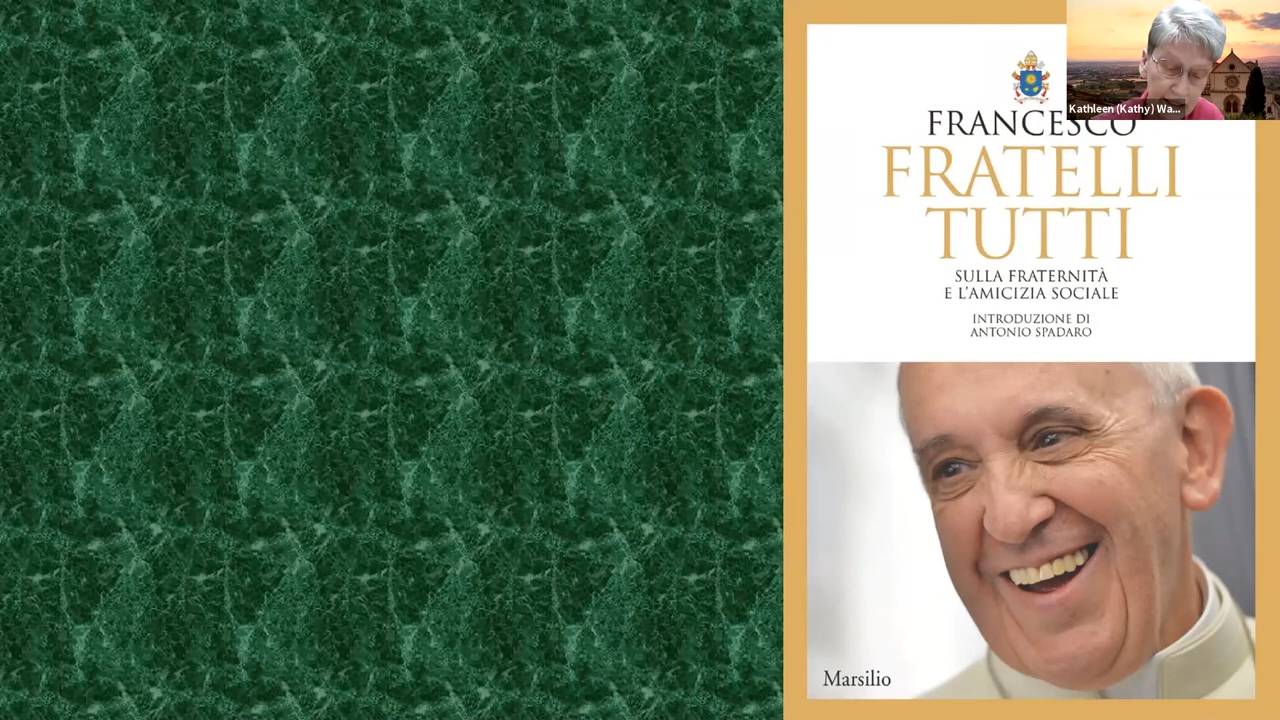 Kathleen (Kathy) Wa...
FRANCESCO
FRATELLI
TUTTI
SULLA FRATERNITÀ
E L'AMICIZIA SOCIALE
INTRODUZIONE DI
ANTONIO SPADARO
Marsilio